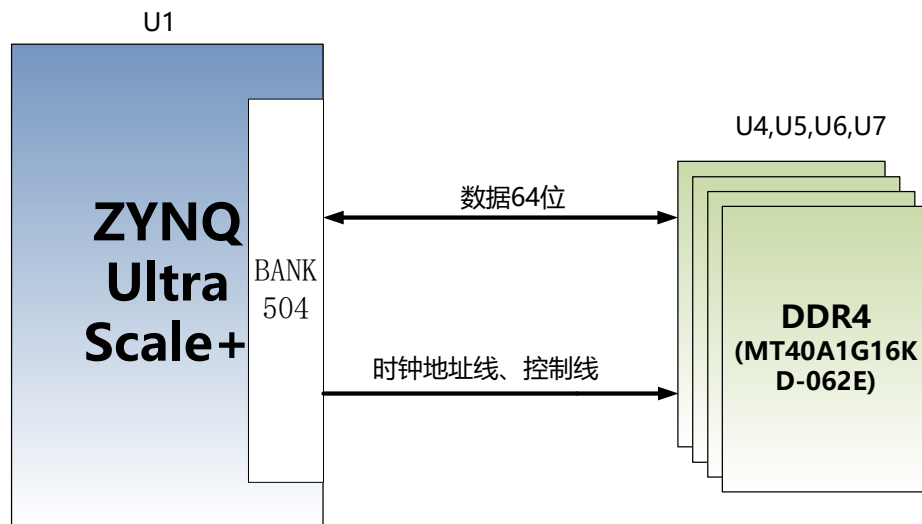 U1
U4,U5,U6,U7
数据64位
ZYNQ
Ultra
Scale+
BANK
504
时钟地址线、控制线
DDR4
(MT40A1G16K
D-062E)